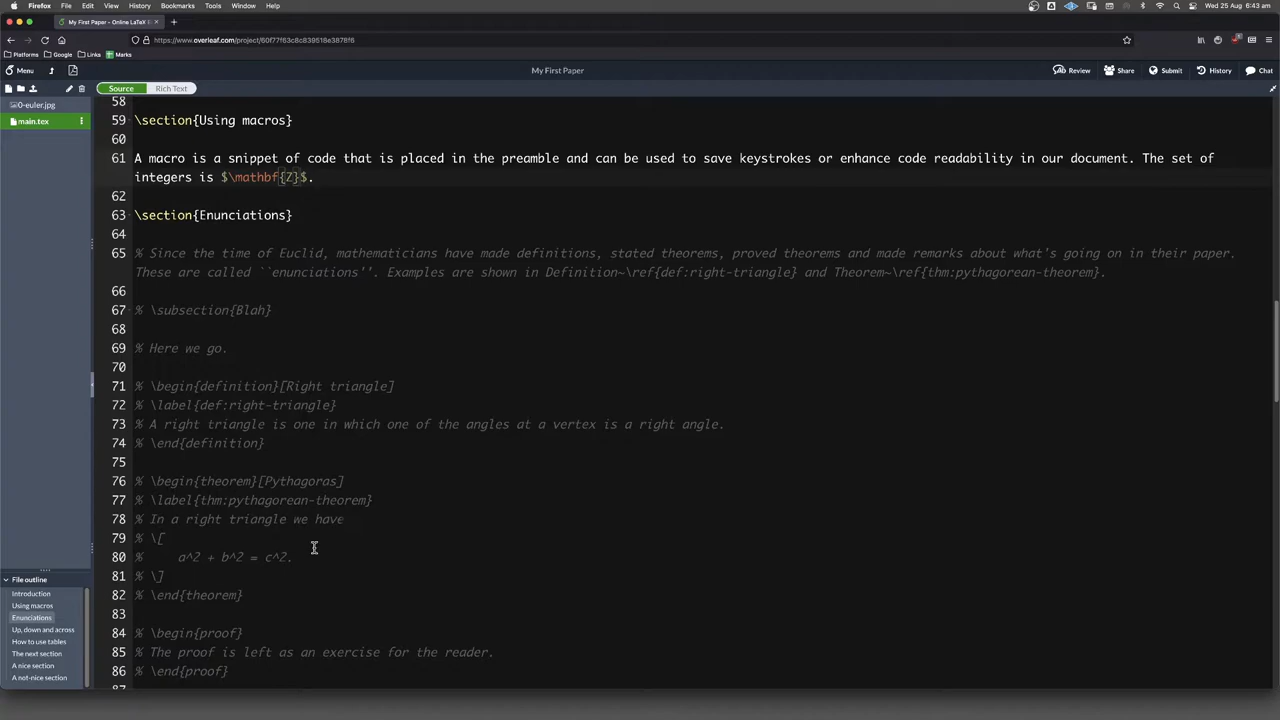 Firefox File Edit View History Bookmarks Tools Window Help Wed 25 Aug 6:43 am
My First Paper – Online LaTeX E
https://www.overleaf.com/project/60f77f63c8c839519e3878f6
Platforms Google Links Marks
Menu My First Paper Review Share Submit History Chat
Source Rich Text
0-euler.jpg
main.tex
58
59 \section{Using macros}
60
61 A macro is a snippet of code that is placed in the preamble and can be used to save keystrokes or enhance code readability in our document. The set of
integers is $\mathbf{Z}$.
62
63 \section{Enunciations}
64
65 % Since the time of Euclid, mathematicians have made definitions, stated theorems, proved theorems and made remarks about what's going on in their paper.
These are called ``enunciations''. Examples are shown in Definition~\ref{def:right-triangle} and Theorem~\ref{thm:pythagorean-theorem}.
66
67 % \subsection{Blah}
68
69 % Here we go.
70
71 % \begin{definition}[Right triangle]
72 % \label{def:right-triangle}
73 % A right triangle is one in which one of the angles at a vertex is a right angle.
74 % \end{definition}
75
76 % \begin{theorem}[Pythagoras]
77 % \label{thm:pythagorean-theorem}
78 % In a right triangle we have
79 % \[
80 % a^2 + b^2 = c^2.
81 % \]
82 % \end{theorem}
83
84 % \begin{proof}
85 % The proof is left as an exercise for the reader.
86 % \end{proof}
87
File outline
Introduction
Using macros
Enunciations
Up, down and across
How to use tables
The next section
A nice section
A not-nice section